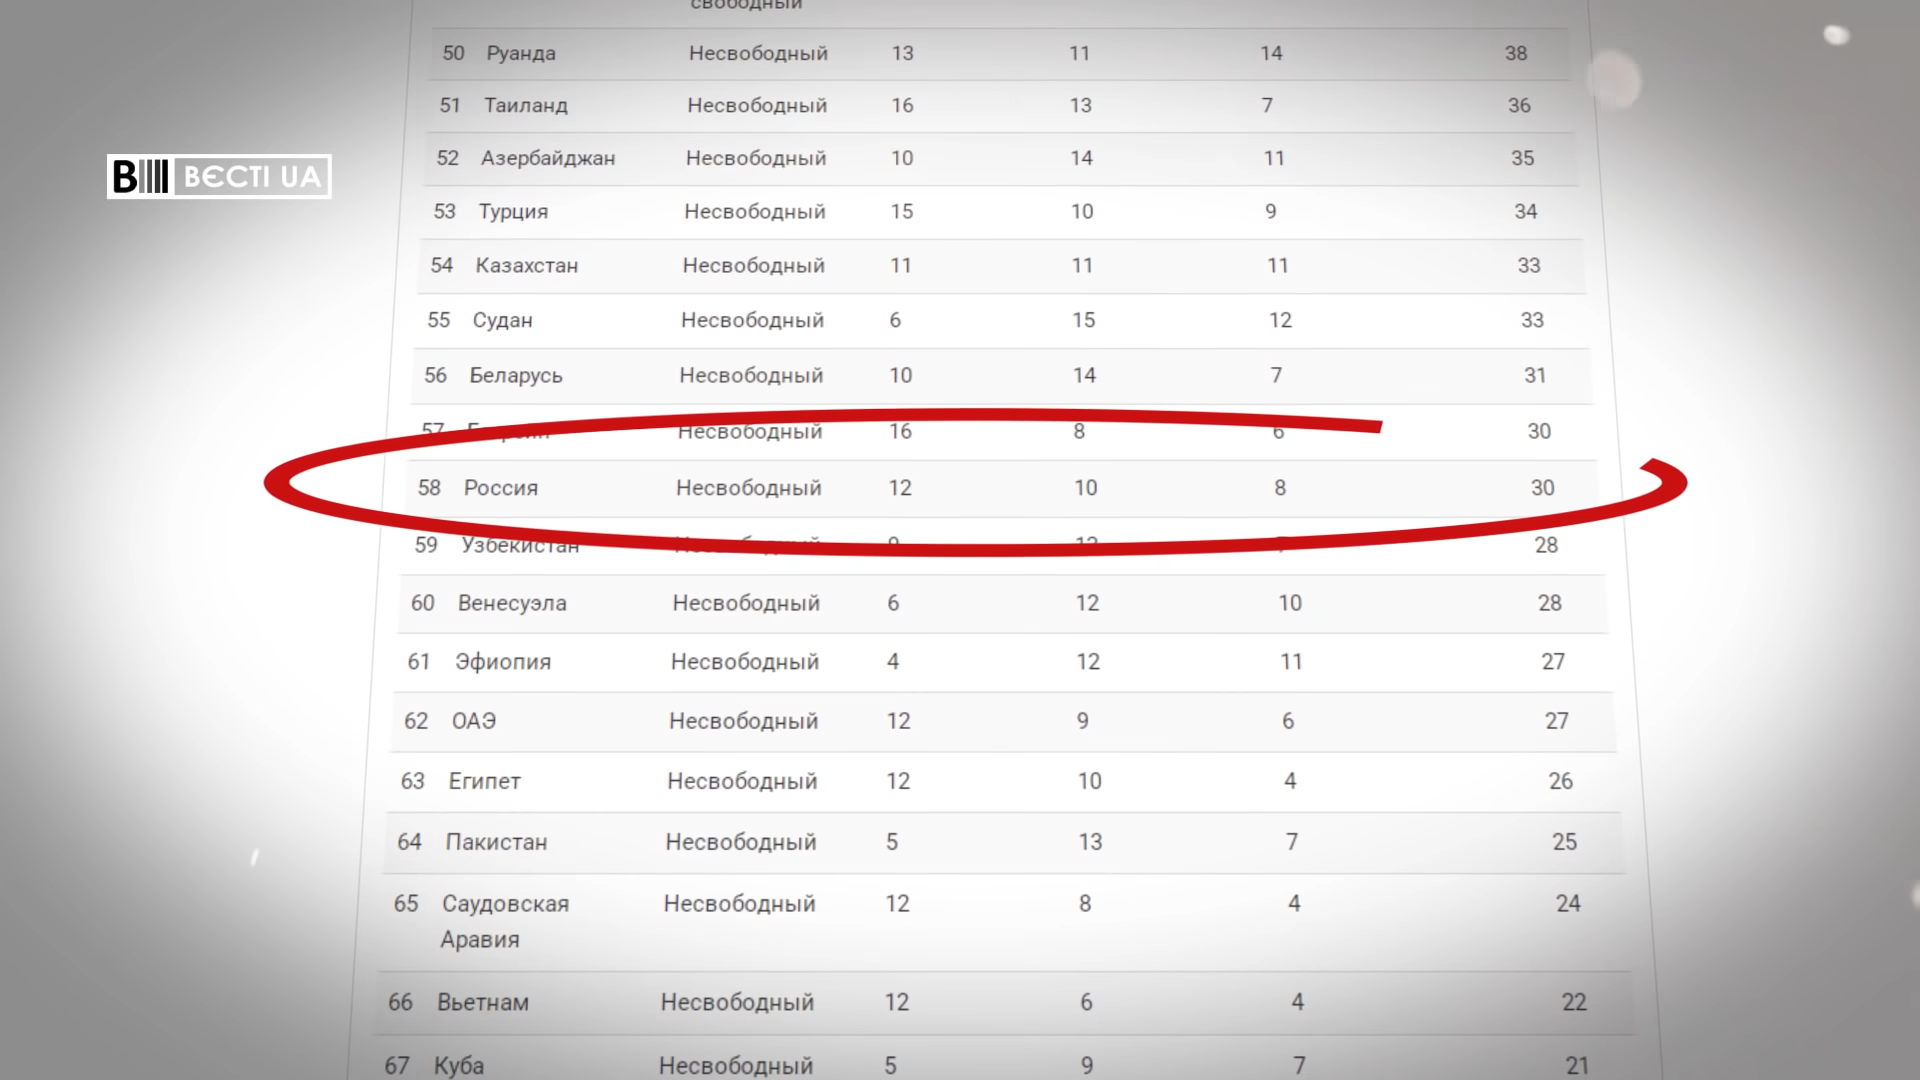 свободный
50 Руанда Несвободный 13 11 14 38
51 Таиланд Несвободный 16 13 7 36
52 Азербайджан Несвободный 10 14 11 35
B ВЄСТІ UA
53 Турция Несвободный 15 10 9 34
54 Казахстан Несвободный 11 11 11 33
55 Судан Несвободный 6 15 12 33
56 Беларусь Несвободный 10 14 7 31
57 Несвободный 16 8 6 30
58 Россия Несвободный 12 10 8 30
59 Узбекистан 28
60 Венесуэла Несвободный 6 12 10 28
61 Эфиопия Несвободный 4 12 11 27
62 ОАЭ Несвободный 12 9 6 27
63 Египет Несвободный 12 10 4 26
64 Пакистан Несвободный 5 13 7 25
65 Саудовская Несвободный 12 8 4 24
Аравия
66 Вьетнам Несвободный 12 6 4 22
67 Куба Несвободный 5 9 7 21